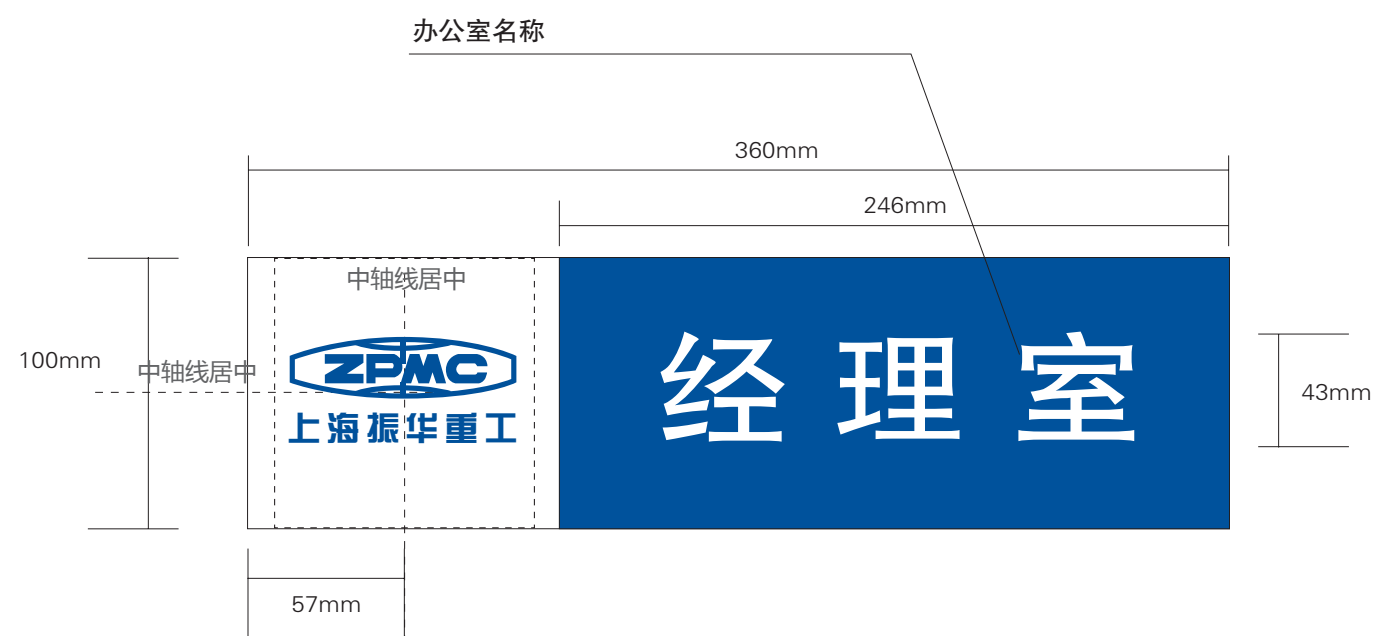 办公室名称
360mm
246mm
中轴线居中
100mm
中轴线居中
ZPMC
上海振华重工
经理室
43mm
57mm